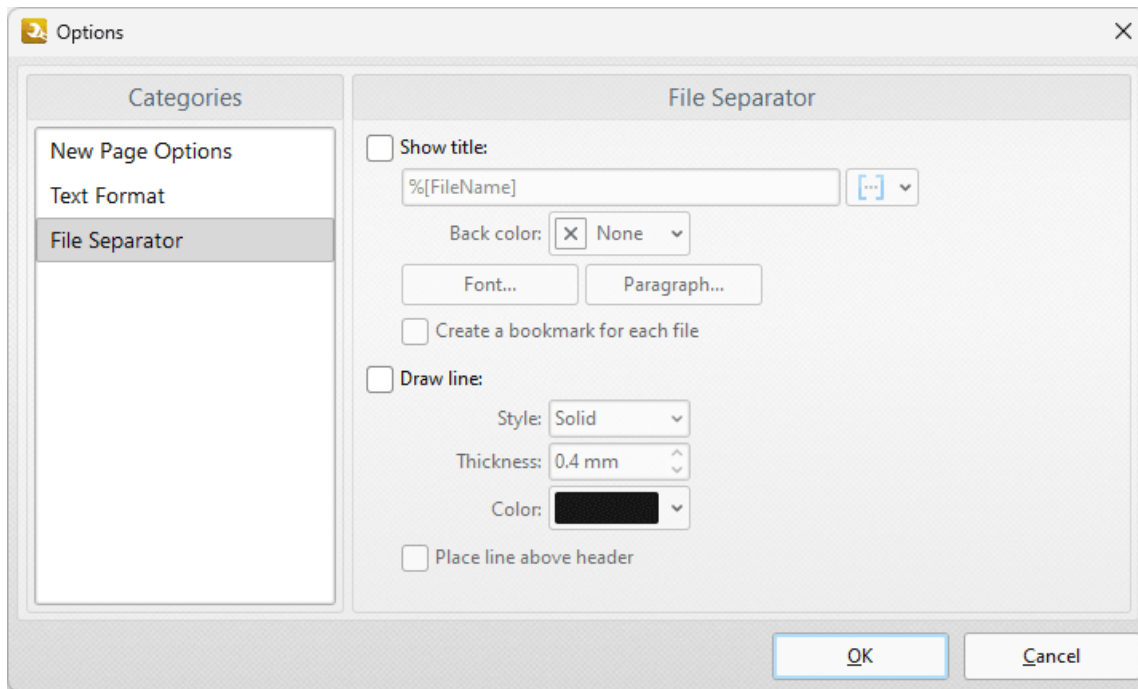 Options
Categories
New Page Options
Text Format
File Separator
File Separator
Show title:
%[FileName]
Back color: None
Font... Paragraph...
Create a bookmark for each file
Draw line:
Style: Solid
Thickness: 0.4 mm
Color:
Place line above header
OK Cancel